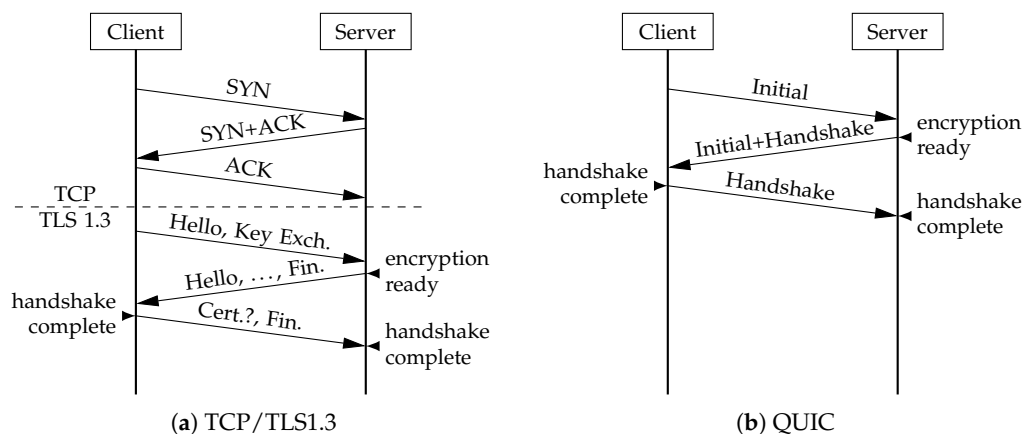 Client
Server
SYN
SYN+ACK
ACK
TCP
TLS 1.3
Hello, Key Exch.
encryption
ready
Hello, ..., Fin.
handshake
complete
Cert.?, Fin.
handshake
complete
(a) TCP/TLS1.3
Client
Server
Initial
encryption
ready
Initial+Handshake
handshake
complete
Handshake
handshake
complete
(b) QUIC